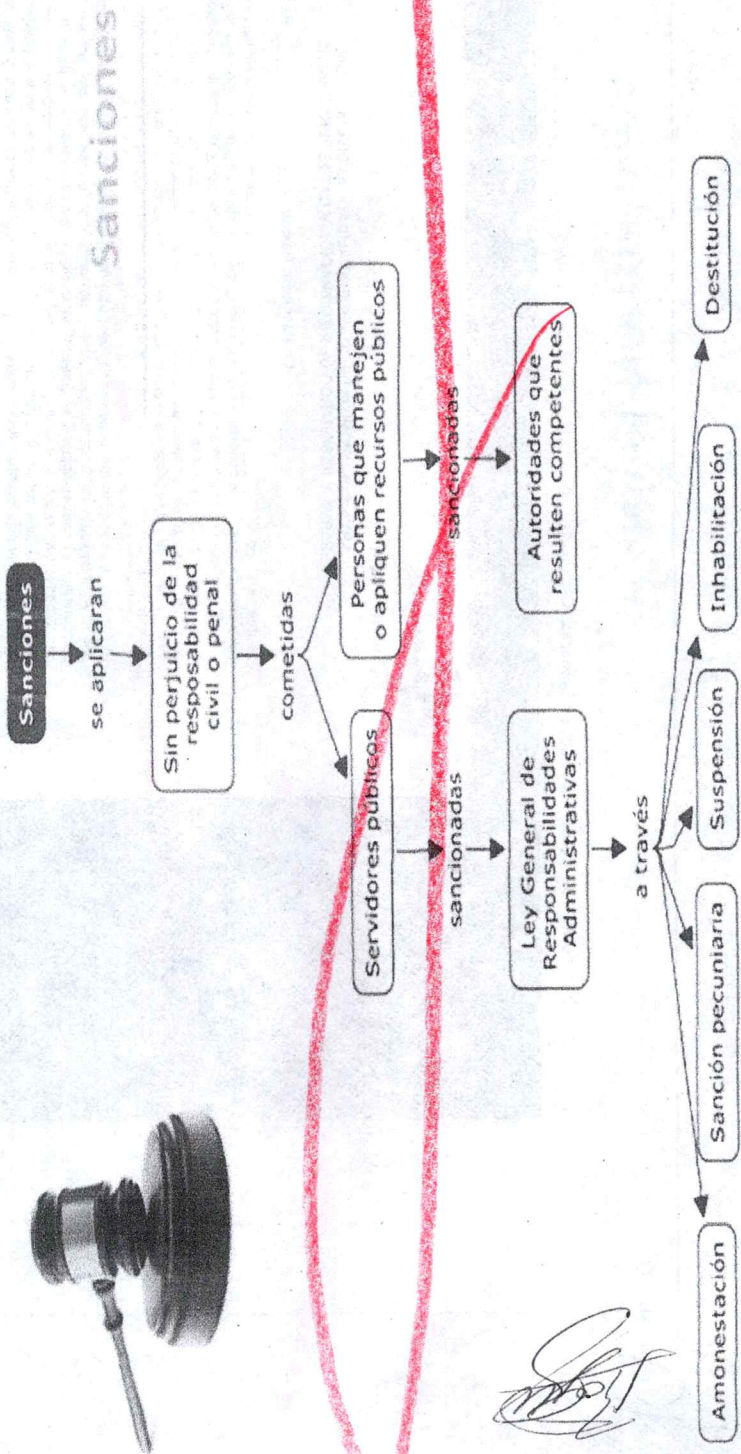 Sanciones
Sanciones
se aplicaran
Sin perjuicio de la
resposabilidad
civil o penal
cometidas
Servidores públicos
Personas que manejen
o apliquen recursos públicos
sancionadas
sancionadas
Ley General de
Responsabilidades
Administrativas
Autoridades que
resulten competentes
a través
Amonestación
Sanción pecuniaria
Suspensión
Inhabilitación
Destitución